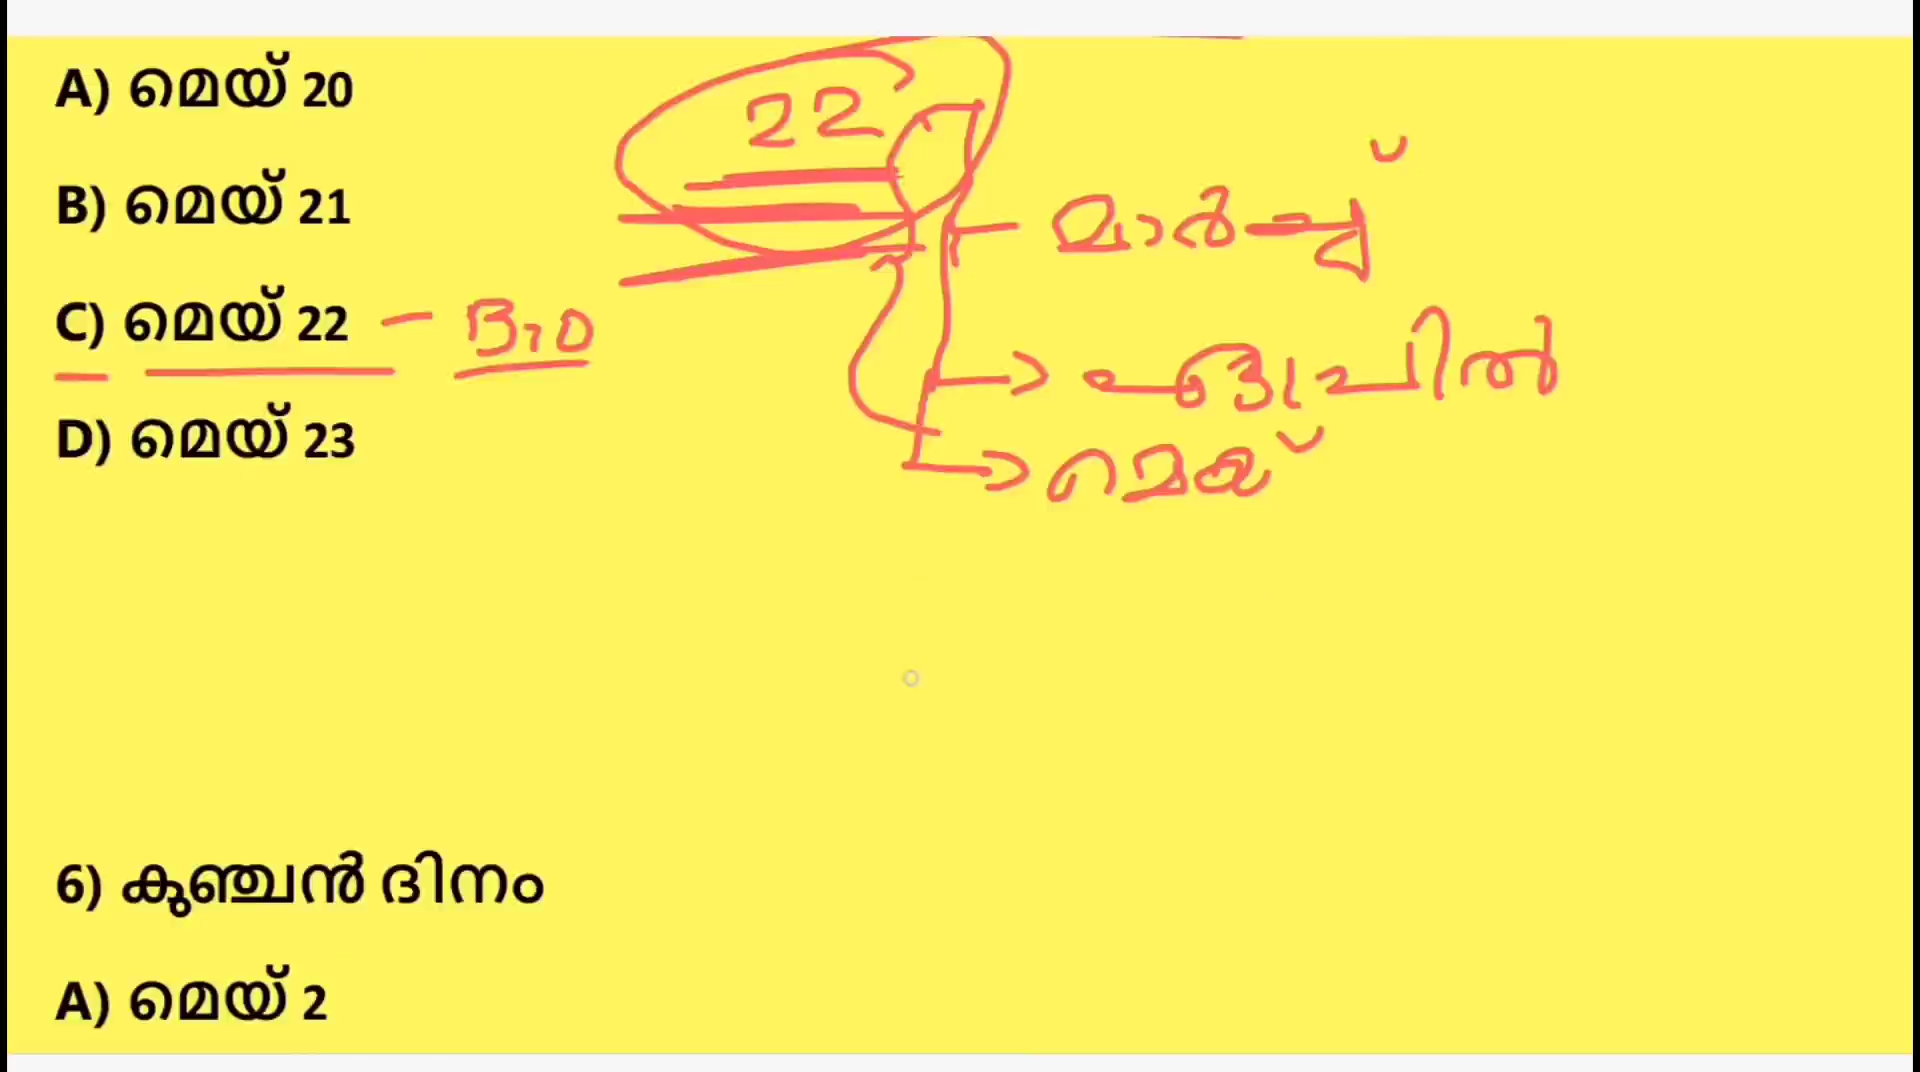 A) മെയ് 20
22
B) മെയ് 21
മാർച്ച്
C) മെയ് 22 -
ഏപ്രിൽ
D) മെയ് 23
മെയ്
6) കുഞ്ചൻ ദിനം
A) മെയ് 2